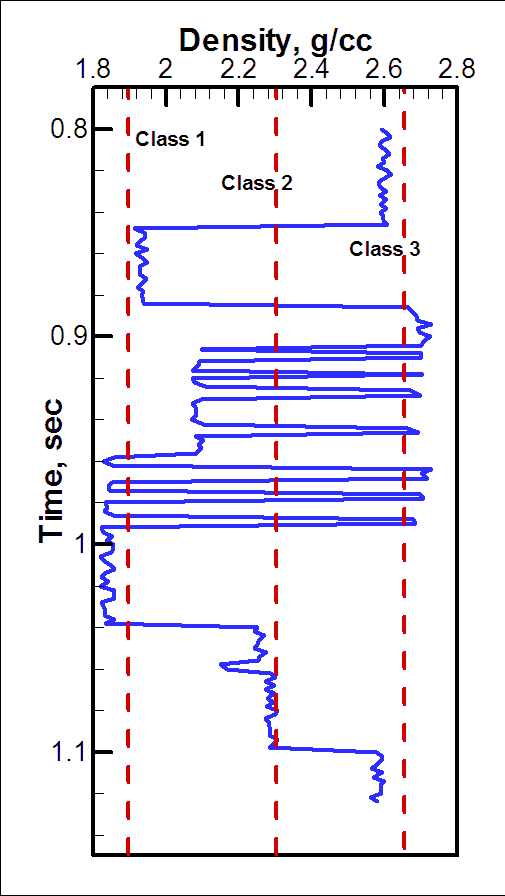 Density, g/cc
1.8 2 2.2 2.4 2.6 2.8
0.8
Class 1
Class 2
Class 3
0.9
Time, sec
1
1.1